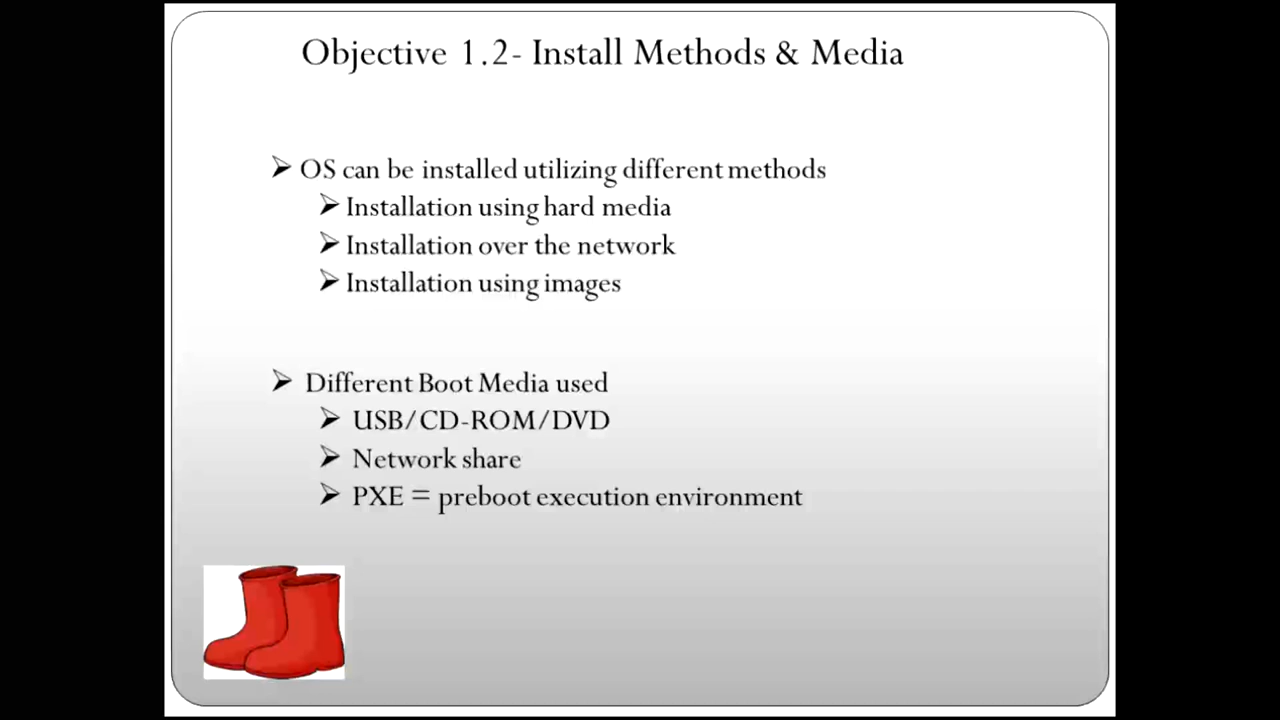 Objective 1.2- Install Methods & Media
➢ OS can be installed utilizing different methods
➢ Installation using hard media
➢ Installation over the network
➢ Installation using images
➢ Different Boot Media used
➢ USB/CD-ROM/DVD
➢ Network share
➢ PXE = preboot execution environment